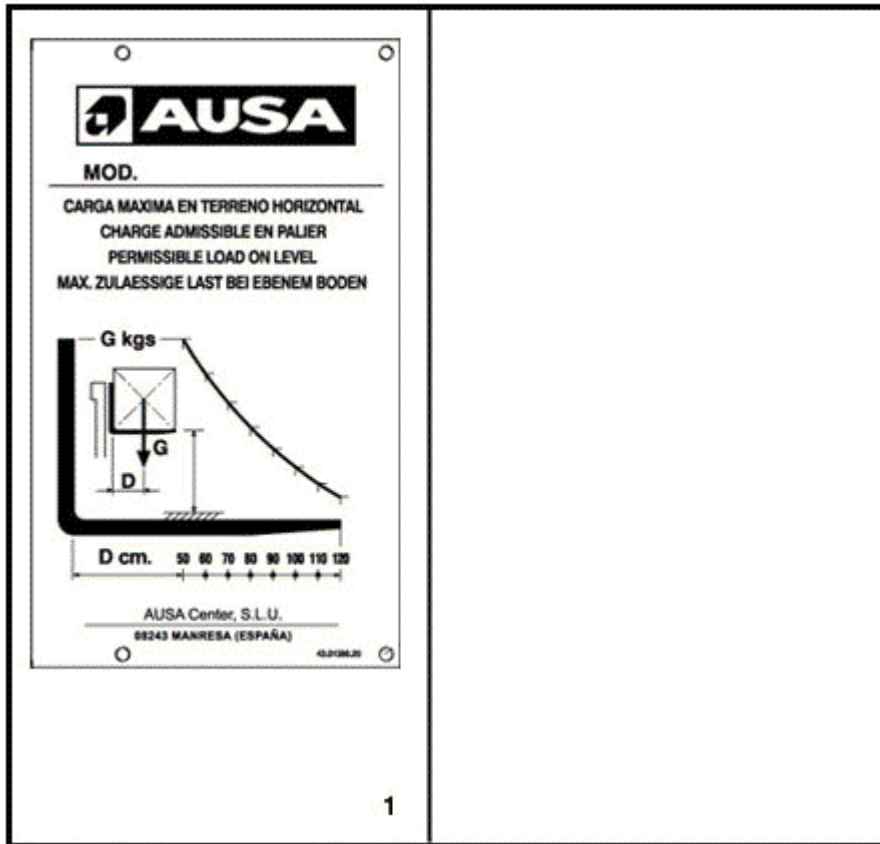 AUSA
MOD.
CARGA MAXIMA EN TERRENO HORIZONTAL
CHARGE ADMISSIBLE EN PALIER
PERMISSIBLE LOAD ON LEVEL
MAX. ZULAESSIGE LAST BEI EBENEM BODEN
G kgs
G
D
D cm. 50 60 70 80 90 100 110 120
AUSA Center, S.L.U.
08243 MANRESA (ESPAÑA)
1